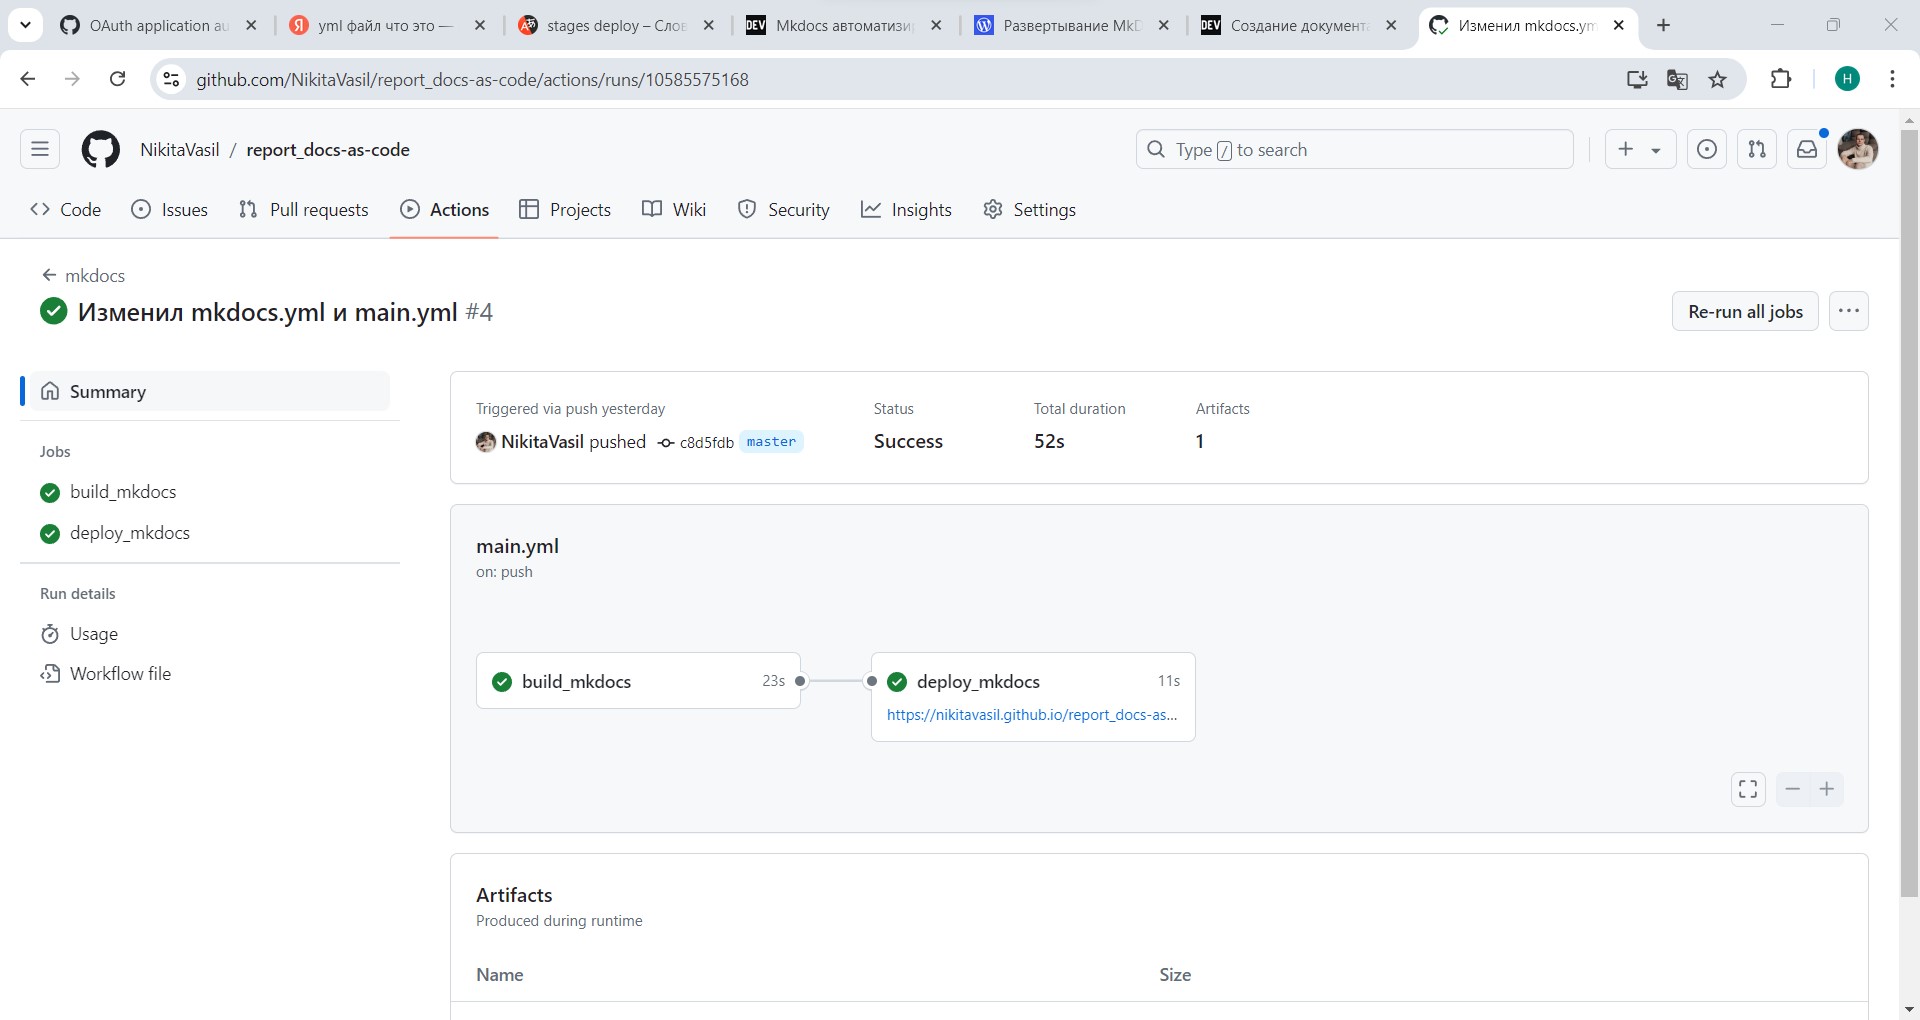 OAuth application au
yml файл что это —
stages deploy – Слов
DEV Mkdocs автоматизи
Развертывание MkD
DEV Создание документа
Изменил mkdocs.ym
github.com/NikitaVasil/report_docs-as-code/actions/runs/10585575168
H
NikitaVasil / report_docs-as-code
Type / to search
Code
Issues
Pull requests
Actions
Projects
Wiki
Security
Insights
Settings
mkdocs
Изменил mkdocs.yml и main.yml #4
Re-run all jobs
Summary
Jobs
build_mkdocs
deploy_mkdocs
Run details
Usage
Workflow file
Triggered via push yesterday
NikitaVasil pushed c8d5fdb master
Status
Success
Total duration
52s
Artifacts
1
main.yml
on: push
build_mkdocs 23s
deploy_mkdocs 11s
https://nikitavasil.github.io/report_docs-as...
Artifacts
Produced during runtime
Name Size